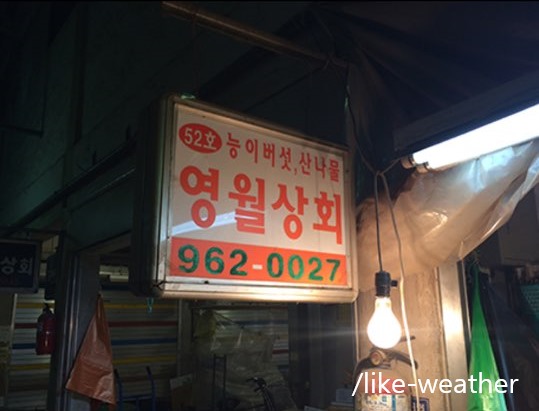 52호 능이버섯,산나물
영월상회
962-0027
상회
/like-weather